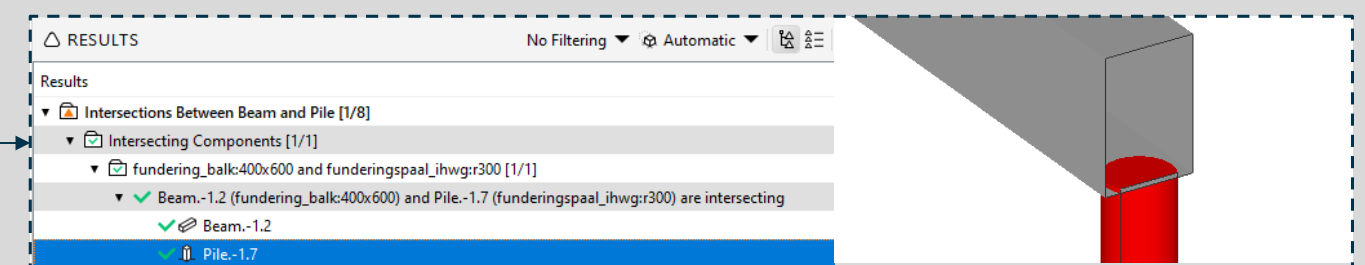 RESULTS No Filtering Automatic
Results
Intersections Between Beam and Pile [1/8]
Intersecting Components [1/1]
fundering_balk:400x600 and funderingspaal_ihwg:r300 [1/1]
Beam.-1.2 (fundering_balk:400x600) and Pile.-1.7 (funderingspaal_ihwg:r300) are intersecting
Beam.-1.2
Pile.-1.7